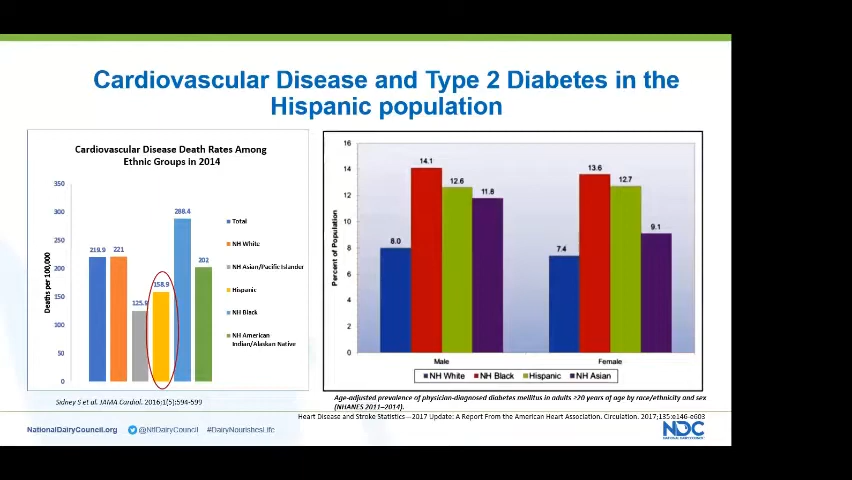 Cardiovascular Disease and Type 2 Diabetes in the
Hispanic population
Cardiovascular Disease Death Rates Among
Ethnic Groups in 2014
350
300
250
200
150
100
50
0
Deaths per 100,000
219.9
221
125.9
158.9
288.4
202
Total
NH White
NH Asian/Pacific Islander
Hispanic
NH Black
NH American
Indian/Alaskan Native
Sidney S et al. JAMA Cardiol. 2016;1(5):594-599
16
14
12
10
8
6
4
2
0
Percent of Population
8.0
14.1
12.6
11.8
7.4
13.6
12.7
9.1
Male
Female
NH White
NH Black
Hispanic
NH Asian
Age-adjusted prevalence of physician-diagnosed diabetes mellitus in adults ≥20 years of age by race/ethnicity and sex
(NHANES 2011–2014).
Heart Disease and Stroke Statistics—2017 Update: A Report From the American Heart Association. Circulation. 2017;135:e146-e603
NationalDairyCouncil.org
@NtlDairyCouncil
#DairyNourishesLife
NDC
NATIONAL DAIRY COUNCIL